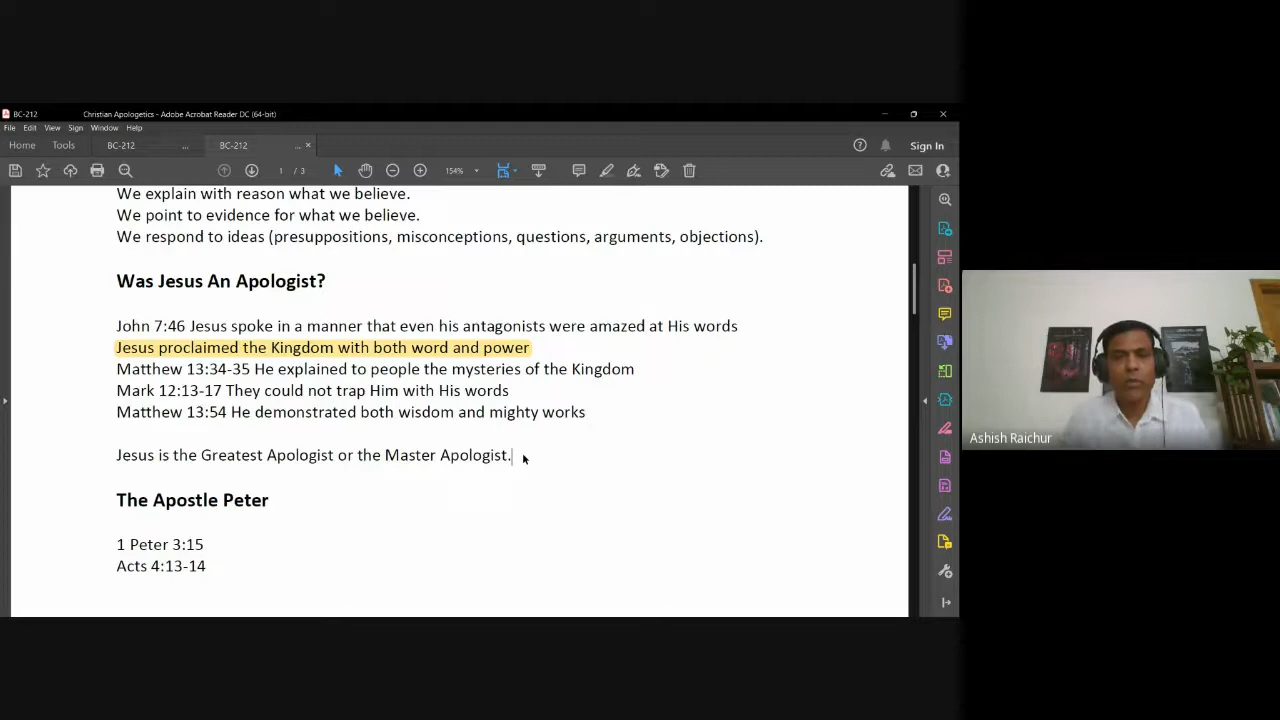 BC-212 Christian Apologetics - Adobe Acrobat Reader DC (64-bit)
File Edit View Sign Window Help
Home Tools BC-212 ... BC-212 ... × Sign In
1 / 3 154%
We explain with reason what we believe.
We point to evidence for what we believe.
We respond to ideas (presuppositions, misconceptions, questions, arguments, objections).
Was Jesus An Apologist?
John 7:46 Jesus spoke in a manner that even his antagonists were amazed at His words
Jesus proclaimed the Kingdom with both word and power
Matthew 13:34-35 He explained to people the mysteries of the Kingdom
Mark 12:13-17 They could not trap Him with His words
Matthew 13:54 He demonstrated both wisdom and mighty works
Jesus is the Greatest Apologist or the Master Apologist.
The Apostle Peter
1 Peter 3:15
Acts 4:13-14
Ashish Raichur